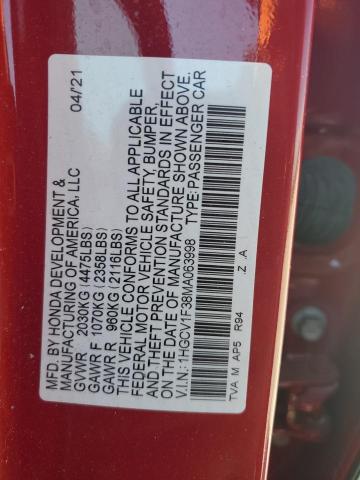 MFD. BY HONDA DEVELOPMENT & 04/'21
MANUFACTURING OF AMERICA, LLC
GVWR 2030KG (4475LBS)
GAWR F 1070KG (2358LBS)
GAWR R 960KG (2116LBS)
THIS VEHICLE CONFORMS TO ALL APPLICABLE
FEDERAL MOTOR VEHICLE SAFETY, BUMPER,
AND THEFT PREVENTION STANDARDS IN EFFECT
ON THE DATE OF MANUFACTURE SHOWN ABOVE.
V.I.N.: 1HGCV1F38MA063998 TYPE: PASSENGER CAR
. Z . A
TVA M AP5 R94